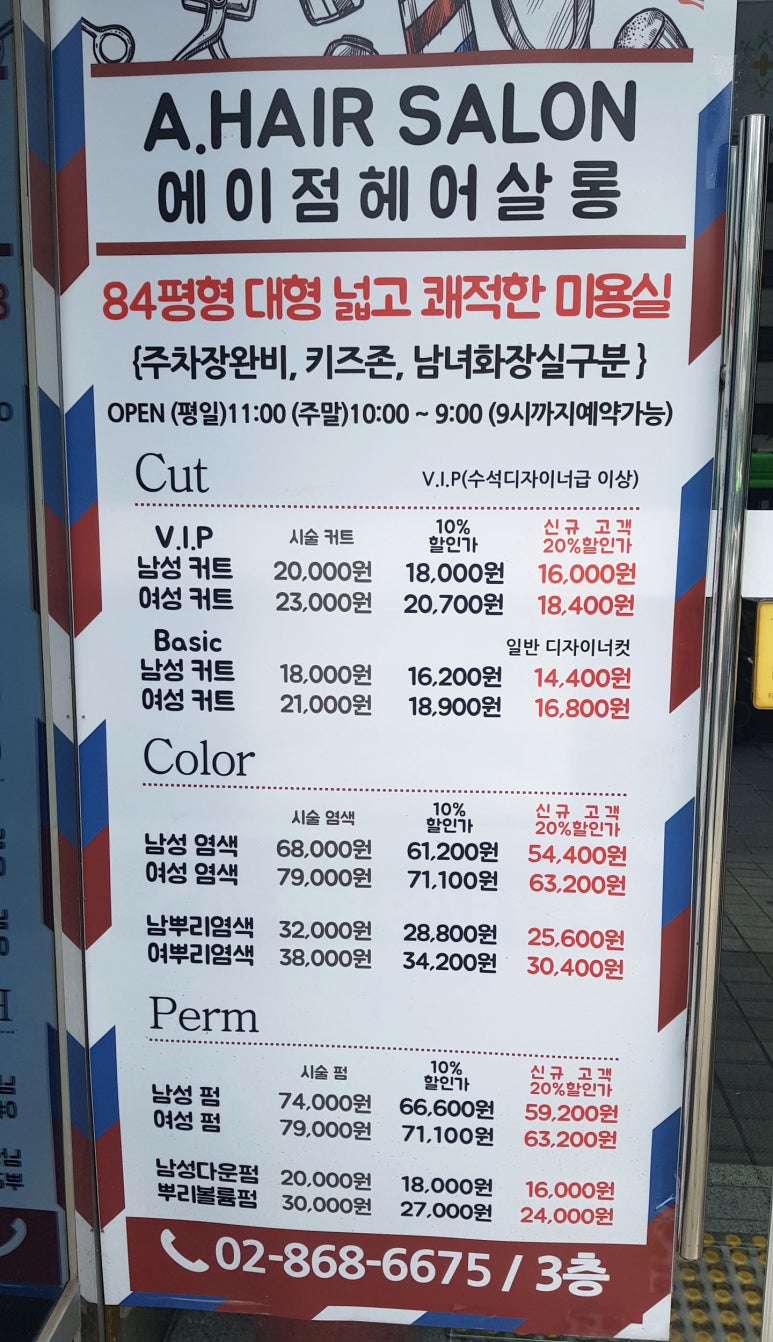 A.HAIR SALON
에이점헤어살롱
84평형 대형 넓고 쾌적한 미용실
{주차장완비, 키즈존, 남녀화장실구분}
OPEN (평일)11:00 (주말)10:00 ~ 9:00 (9시까지예약가능)
Cut V.I.P(수석디자이너급 이상)
V.I.P 시술 커트 10% 할인가 신규 고객 20%할인가
남성 커트 20,000원 18,000원 16,000원
여성 커트 23,000원 20,700원 18,400원
Basic 일반 디자이너컷
남성 커트 18,000원 16,200원 14,400원
여성 커트 21,000원 18,900원 16,800원
Color
시술 염색 10% 할인가 신규 고객 20%할인가
남성 염색 68,000원 61,200원 54,400원
여성 염색 79,000원 71,100원 63,200원
남뿌리염색 32,000원 28,800원 25,600원
여뿌리염색 38,000원 34,200원 30,400원
Perm
시술 펌 10% 할인가 신규 고객 20%할인가
남성 펌 74,000원 66,600원 59,200원
여성 펌 79,000원 71,100원 63,200원
남성다운펌 20,000원 18,000원 16,000원
뿌리볼륨펌 30,000원 27,000원 24,000원
02-868-6675 / 3층